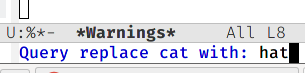 U:%*-  *Warnings*     All L8
Query replace cat with: hat